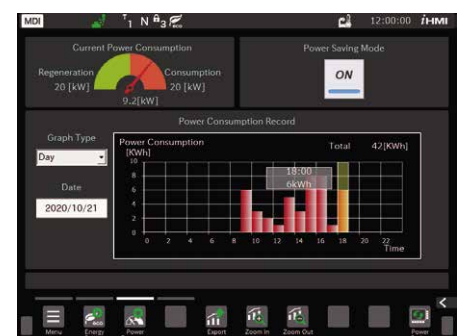 MDI T1 N 3 eco 12:00:00 iHMI
Current Power Consumption
Power Saving Mode
Regeneration
20 [kW]
Consumption
20 [kW]
9.2[kW]
ON
Power Consumption Record
Graph Type
Day
Date
2020/10/21
Power Consumption
[KWh]
Total 42[KWh]
10
8
6
4
2
0 2 4 6 8 10 12 14 16 18 20 22
Time
18:00
6kWh
Menu Energy Power Export Zoom In Zoom Out Power